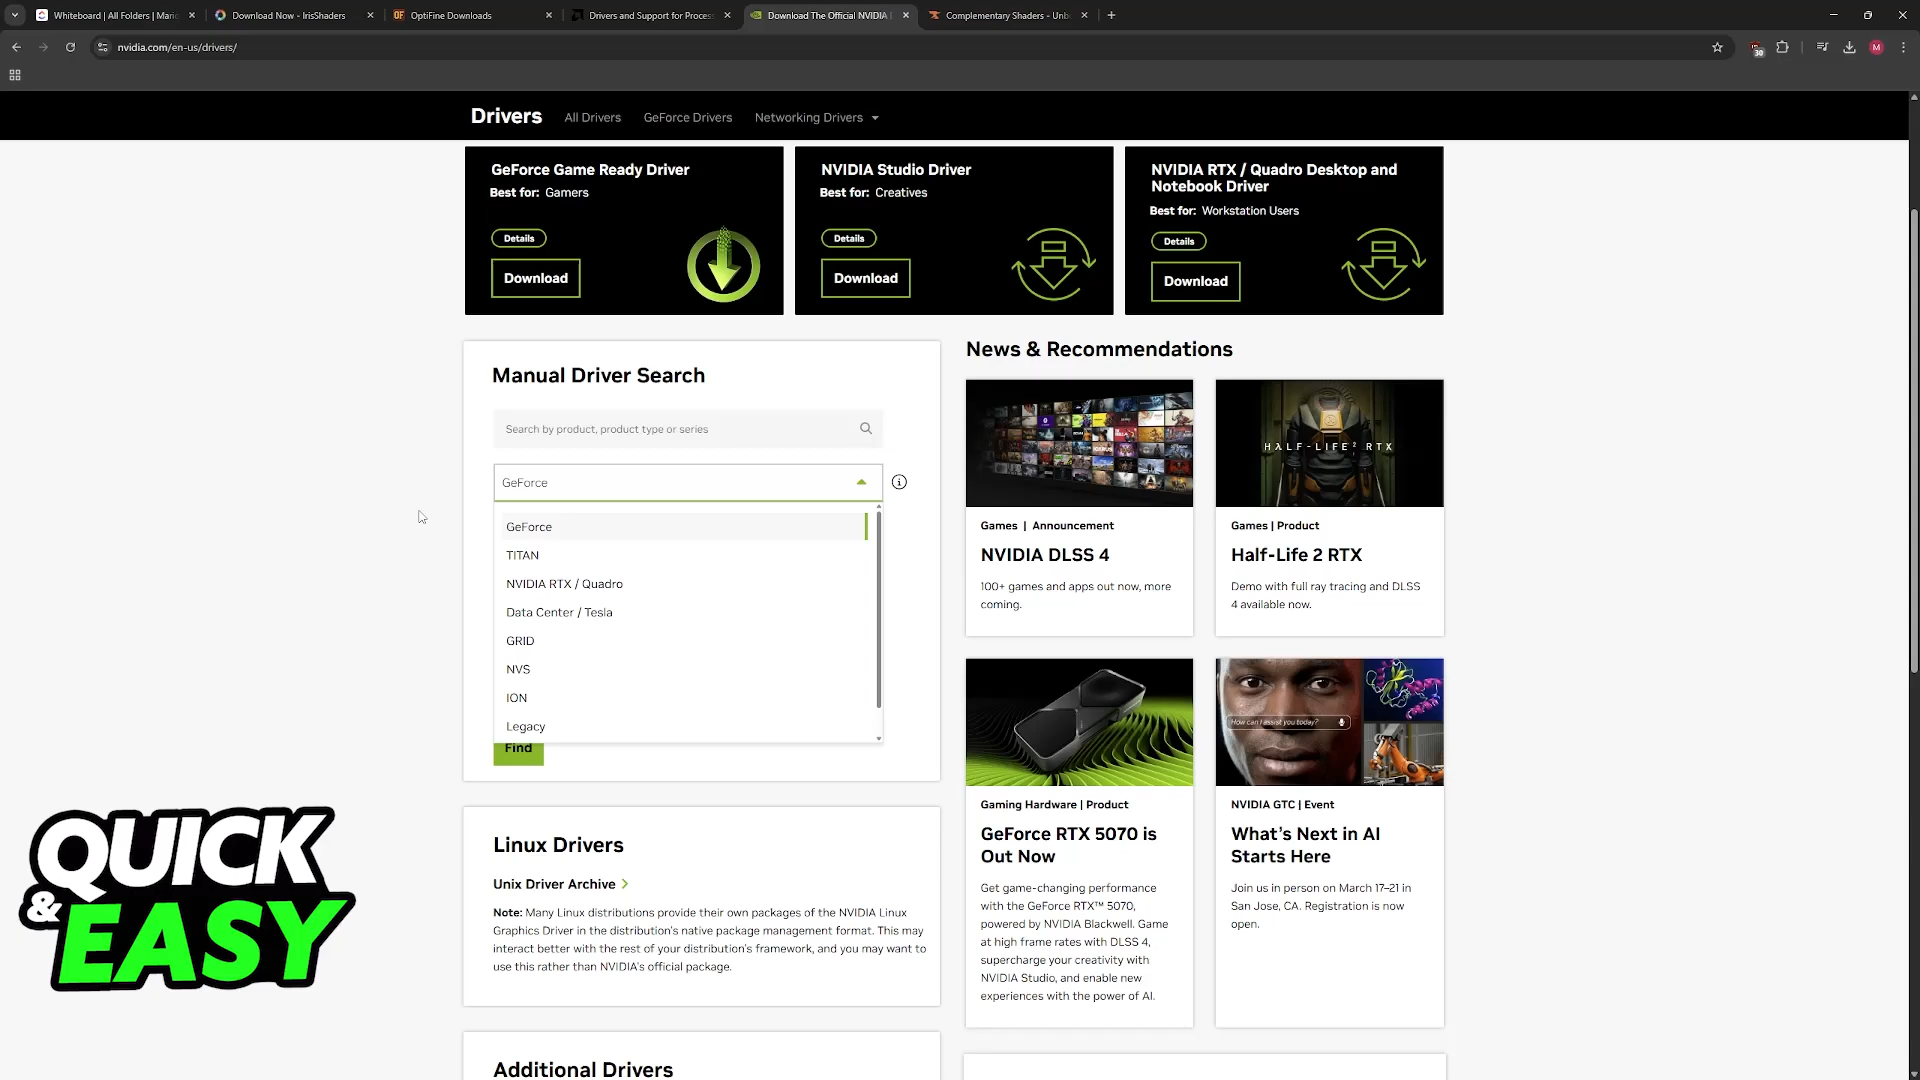 Whiteboard | All Folders | Mari
Download Now - IrisShaders
OptiFine Downloads
Drivers and Support for Process
Download The Official NVIDIA
Complementary Shaders - Unb
nvidia.com/en-us/drivers/
30
M
Drivers
All Drivers
GeForce Drivers
Networking Drivers
GeForce Game Ready Driver
Best for: Gamers
Details
Download
NVIDIA Studio Driver
Best for: Creatives
Details
Download
NVIDIA RTX / Quadro Desktop and
Notebook Driver
Best for: Workstation Users
Details
Download
Manual Driver Search
Search by product, product type or series
GeForce
GeForce
TITAN
NVIDIA RTX / Quadro
Data Center / Tesla
GRID
NVS
ION
Legacy
Find
Linux Drivers
Unix Driver Archive
Note: Many Linux distributions provide their own packages of the NVIDIA Linux
Graphics Driver in the distribution's native package management format. This may
interact better with the rest of your distribution's framework, and you may want to
use this rather than NVIDIA's official package.
Additional Drivers
News & Recommendations
Games | Announcement
NVIDIA DLSS 4
100+ games and apps out now, more
coming.
HALF-LIFE² RTX
Games | Product
Half-Life 2 RTX
Demo with full ray tracing and DLSS
4 available now.
Gaming Hardware | Product
GeForce RTX 5070 is
Out Now
Get game-changing performance
with the GeForce RTX™ 5070,
powered by NVIDIA Blackwell. Game
at high frame rates with DLSS 4,
supercharge your creativity with
NVIDIA Studio, and enable new
experiences with the power of AI.
How can I assist you today?
NVIDIA GTC | Event
What's Next in AI
Starts Here
Join us in person on March 17–21 in
San Jose, CA. Registration is now
open.
QUICK
& EASY